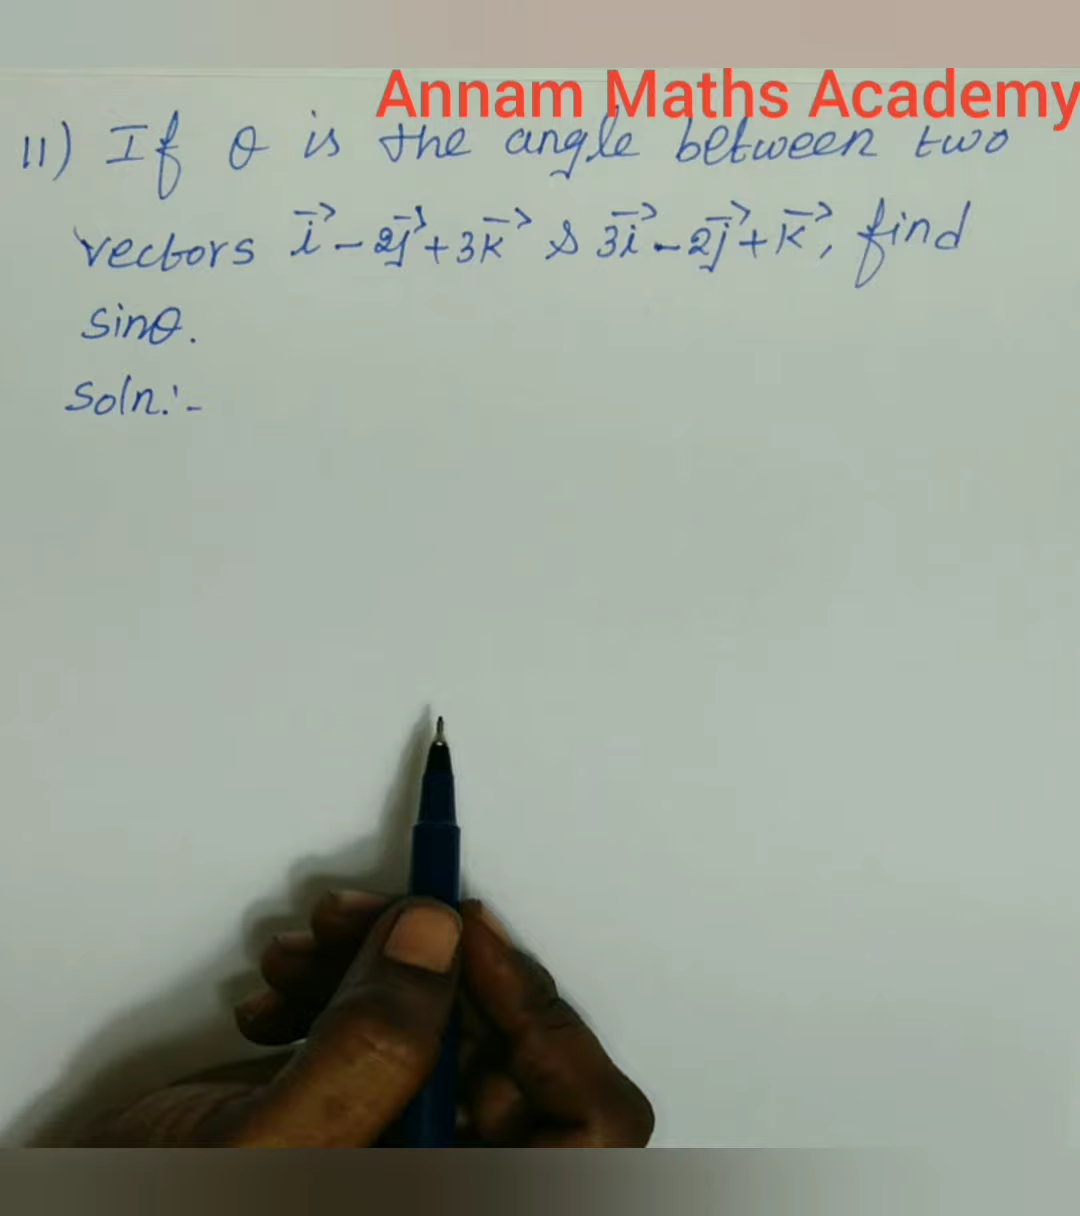 Annam Maths Academy
11) If θ is the angle between two
vectors i⃗ - 2j⃗ + 3k⃗ & 3i⃗ - 2j⃗ + k⃗, find
sinθ.
Soln:-